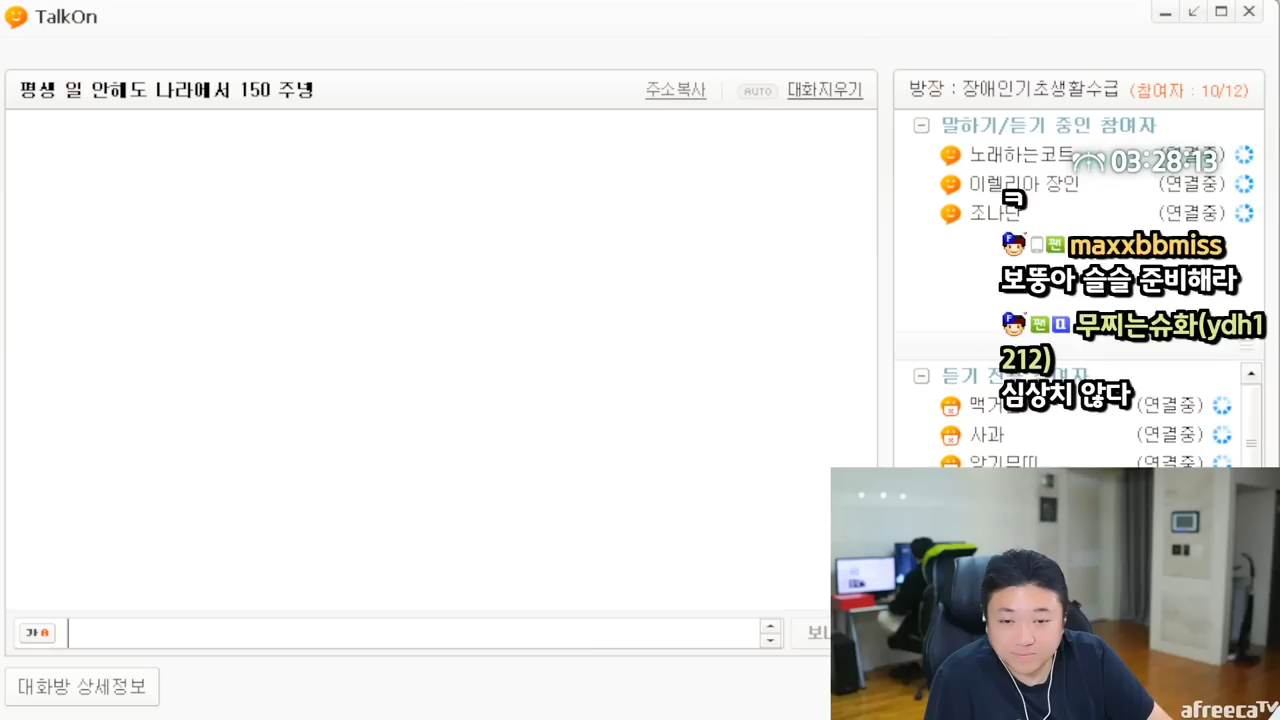 TalkOn
평생 일 안해도 나라에서 150 주녕
주소복사
AUTO
대화지우기
방장 : 장애인기초생활수급 (참여자 : 10/12)
말하기/듣기 중인 참여자
노래하는코트
03:28:13
이렐리아 장인 (연결중)
ㅋ
조나단 (연결중)
maxxbbmiss
보뚱아 슬슬 준비해라
무찌는슈화(ydh1
212)
심상치 않다
듣기
(연결중)
사과 (연결중)
(연결중)
가A
대화방 상세정보
afreecaTV